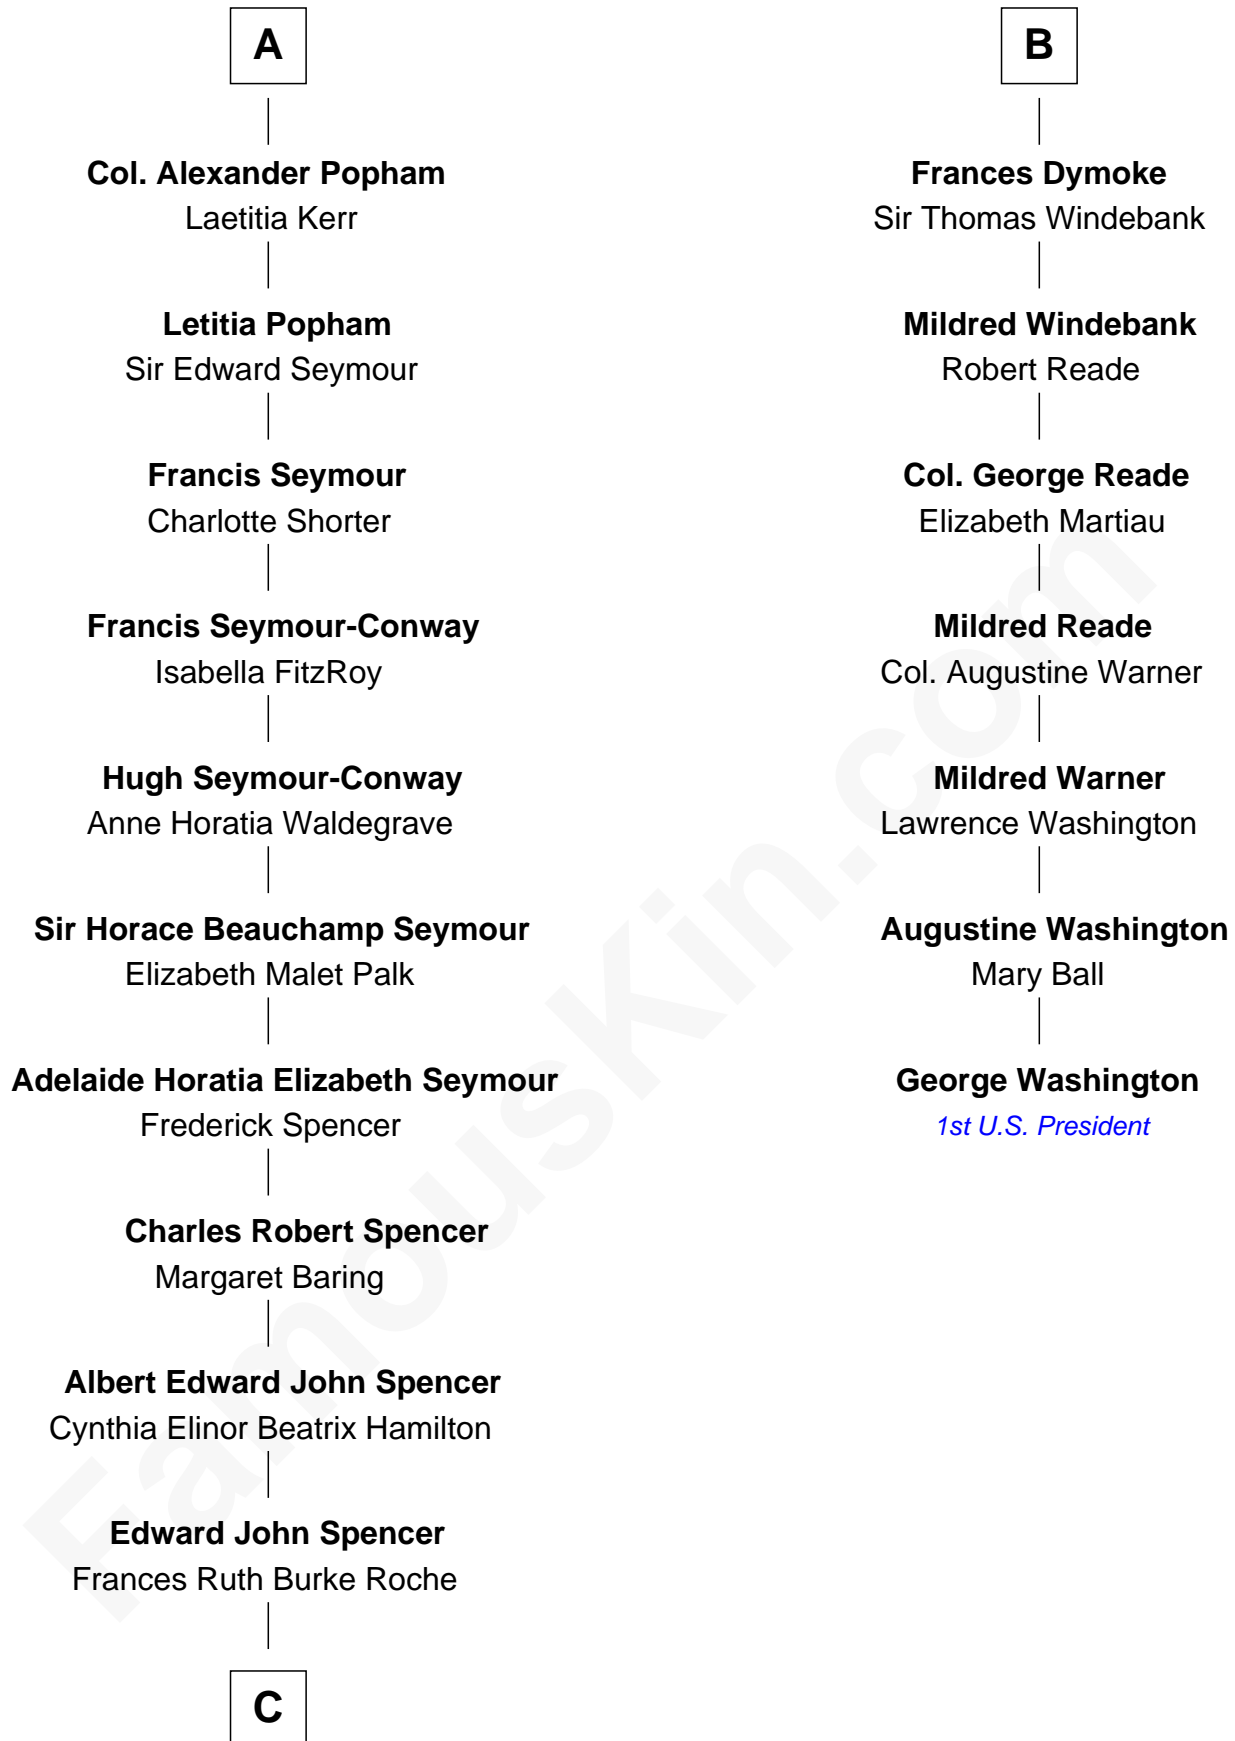 A
Col. Alexander Popham
Laetitia Kerr
Letitia Popham
Sir Edward Seymour
Francis Seymour
Charlotte Shorter
Francis Seymour-Conway
Isabella FitzRoy
Hugh Seymour-Conway
Anne Horatia Waldegrave
Sir Horace Beauchamp Seymour
Elizabeth Malet Palk
Adelaide Horatia Elizabeth Seymour
Frederick Spencer
Charles Robert Spencer
Margaret Baring
Albert Edward John Spencer
Cynthia Elinor Beatrix Hamilton
Edward John Spencer
Frances Ruth Burke Roche
C
B
Frances Dymoke
Sir Thomas Windebank
Mildred Windebank
Robert Reade
Col. George Reade
Elizabeth Martiau
Mildred Reade
Col. Augustine Warner
Mildred Warner
Lawrence Washington
Augustine Washington
Mary Ball
George Washington
1st U.S. President
FamousKin.com